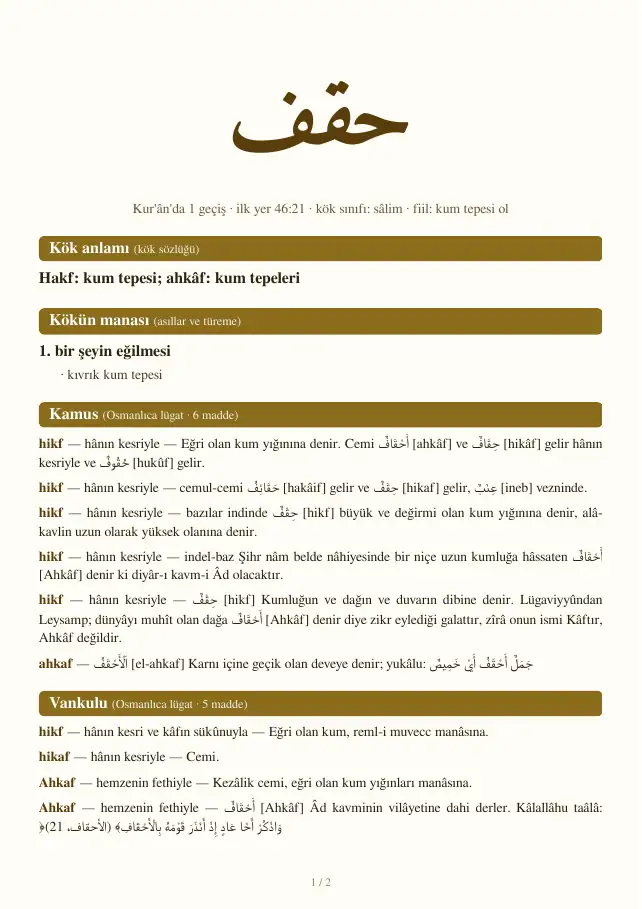 حقف
Kur'ân'da 1 geçiş · ilk yer 46:21 · kök sınıfı: sâlim · fiil: kum tepesi ol
Kök anlamı (kök sözlüğü)
Hakf: kum tepesi; ahkâf: kum tepeleri
Kökün manası (asıllar ve türeme)
1. bir şeyin eğilmesi
· kıvrık kum tepesi
Kamus (Osmanlıca lügat · 6 madde)
hikf — hânın kesriyle — Eğri olan kum yığınına denir. Cemi أَحْقَافٌ [ahkâf] ve حِقَافٌ [hikâf] gelir hânın
kesriyle ve حُقُوفٌ [hukûf] gelir.
hikf — hânın kesriyle — cemul-cemi حَقَائِفُ [hakâif] gelir ve حِقَفٌ [hikaf] gelir, عِنَبٌ [ineb] vezninde.
hikf — hânın kesriyle — bazılar indinde حِقْفٌ [hikf] büyük ve değirmi olan kum yığınına denir, alâ-
kavlin uzun olarak yüksek olanına denir.
hikf — hânın kesriyle — indel-baz Şihr nâm belde nâhiyesinde bir niçe uzun kumluğa hâssaten أَحْقَافٌ
[Ahkâf] denir ki diyâr-ı kavm-i Âd olacaktır.
hikf — hânın kesriyle — حِقْفٌ [hikf] Kumluğun ve dağın ve duvarın dibine denir. Lügaviyyûndan
Leysamp; dünyâyı muhît olan dağa أَحْقَافٌ [Ahkâf] denir diye zikr eylediği galattır, zîrâ onun ismi Kâftır,
Ahkâf değildir.
ahkaf — اَلْأَحْقَفُ [el-ahkaf] Karnı içine geçik olan deveye denir; yukâlu: جَمَلٌ أَحْقَفُ أَيْ خَمِيصٌ
Vankulu (Osmanlıca lügat · 5 madde)
hikf — hânın kesri ve kâfın sükûnuyla — Eğri olan kum, reml-i muvecc manâsına.
hikaf — hânın kesriyle — Cemi.
Ahkaf — hemzenin fethiyle — Kezâlik cemi, eğri olan kum yığınları manâsına.
Ahkaf — hemzenin fethiyle — أَحْقَافٌ [Ahkâf] Âd kavminin vilâyetine dahi derler. Kâlallâhu taâlâ:
﴿وَاذْكُرْ أَخَا عَادٍ إِذْ أَنْذَرَ قَوْمَهُ بِالْأَحْقَافِ﴾ (الأحقاف، 21)
1 / 2